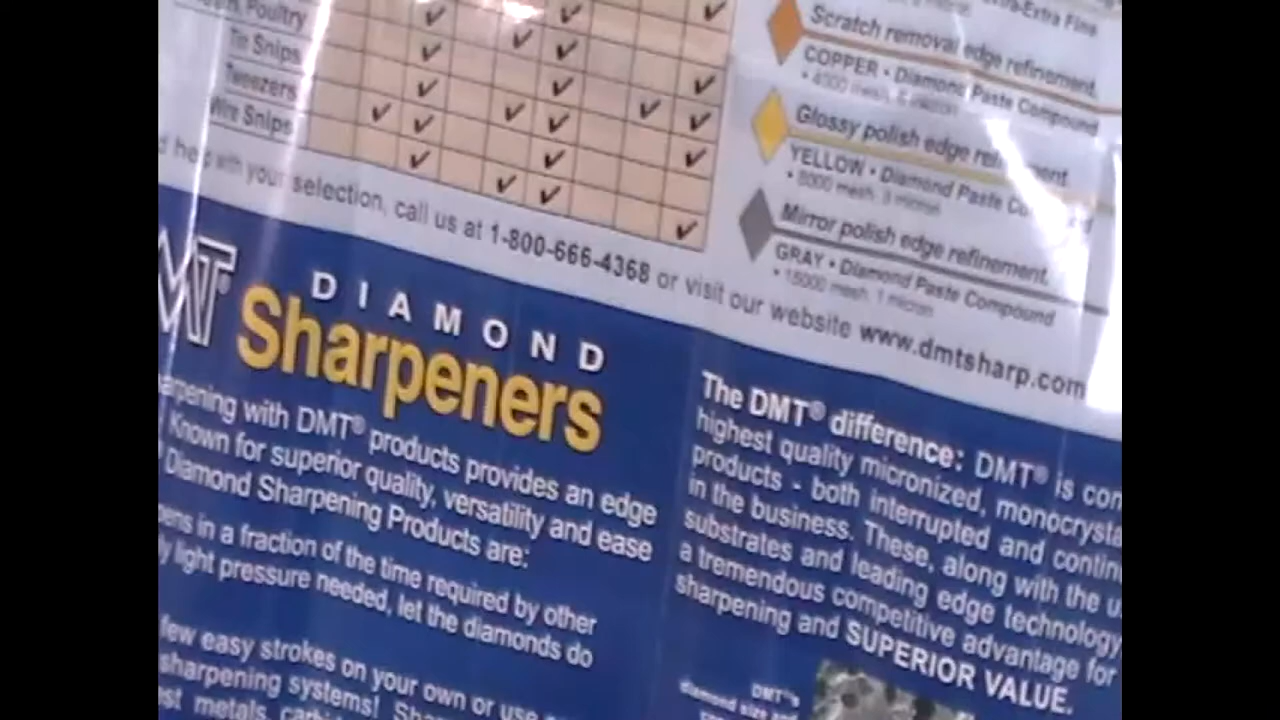 Poultry
Tin Snips
Tweezers
Wire Snips
help with your selection, call us at 1-800-666-4368 or visit our website www.dmtsharp.com
Scratch removal edge refinement.
COPPER • Diamond Paste Compound
Glossy polish edge refinement
YELLOW • Diamond Paste
Mirror polish edge refinement.
GRAY • Diamond Paste Compound
• 15000 mesh, 1 micron
DIAMOND
Sharpeners
with DMT® products provides an edge
Known for superior quality, versatility and ease
Diamond Sharpening Products are:
in a fraction of the time required by other
light pressure needed, let the diamonds do
few easy strokes on your own or use
sharpening systems!
metals,
The DMT® difference: DMT® is
highest quality micronized,
products - both interrupted and
in the business. These, along with the
substrates and leading edge technology
a tremendous competitive advantage for
sharpening and SUPERIOR VALUE.
DMT®'s
diamond size and